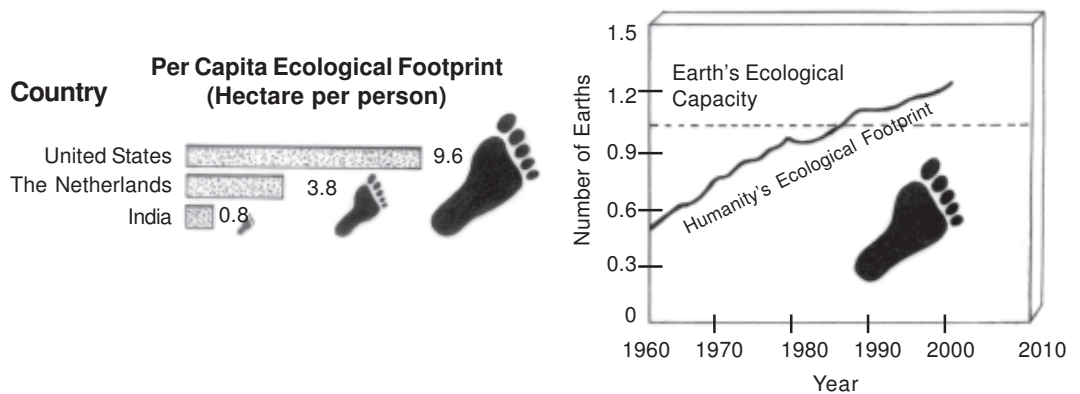 Per Capita Ecological Footprint
(Hectare per person)
Country
United States 9.6
The Netherlands 3.8
India 0.8
Number of Earths
1.5
1.2
0.9
0.6
0.3
0
Earth's Ecological
Capacity
Humanity's Ecological Footprint
1960 1970 1980 1990 2000 2010
Year